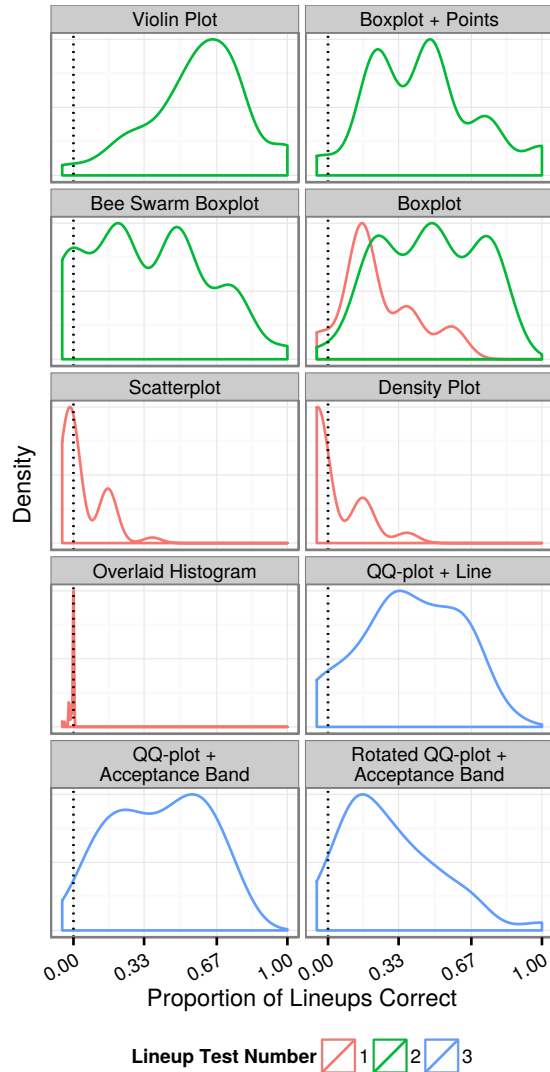 Violin Plot
Boxplot + Points
Bee Swarm Boxplot
Boxplot
Scatterplot
Density Plot
Overlaid Histogram
QQ-plot + Line
QQ-plot +
Acceptance Band
Rotated QQ-plot +
Acceptance Band
Density
0.00
0.33
0.67
1.00
0.00
0.33
0.67
1.00
Proportion of Lineups Correct
Lineup Test Number 1 2 3